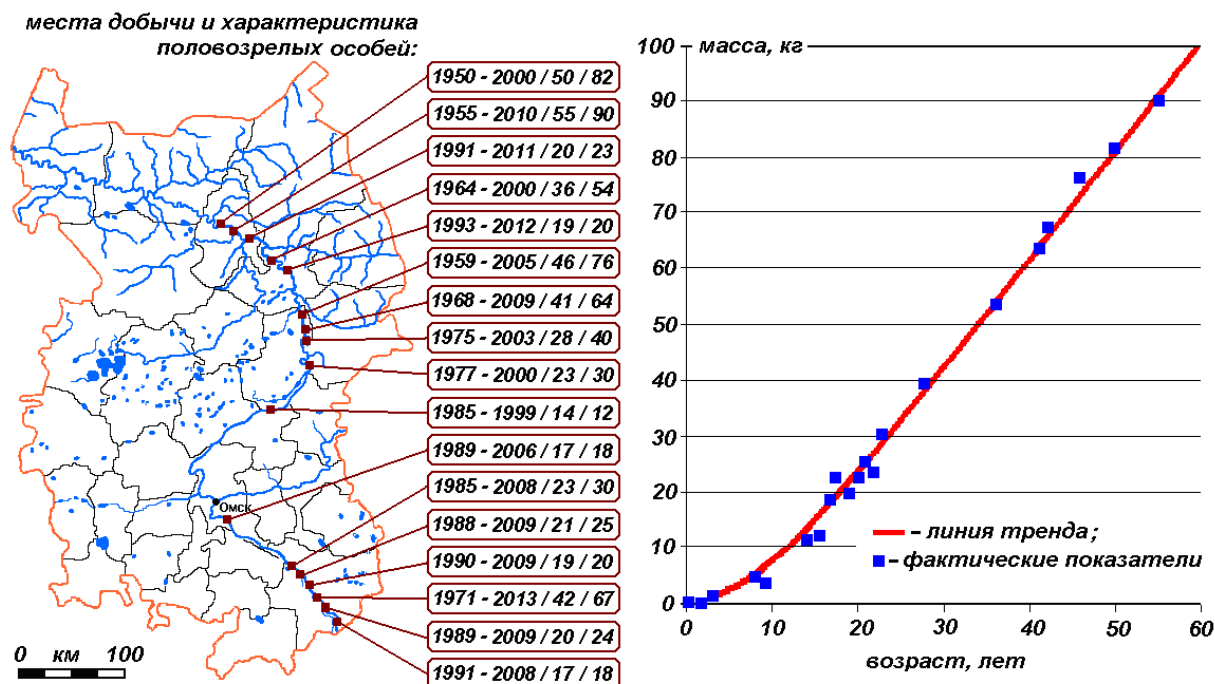 места добычи и характеристика
половозрелых особей:
1950 - 2000 / 50 / 82
1955 - 2010 / 55 / 90
1991 - 2011 / 20 / 23
1964 - 2000 / 36 / 54
1993 - 2012 / 19 / 20
1959 - 2005 / 46 / 76
1968 - 2009 / 41 / 64
1975 - 2003 / 28 / 40
1977 - 2000 / 23 / 30
1985 - 1999 / 14 / 12
1989 - 2006 / 17 / 18
1985 - 2008 / 23 / 30
1988 - 2009 / 21 / 25
1990 - 2009 / 19 / 20
1971 - 2013 / 42 / 67
1989 - 2009 / 20 / 24
1991 - 2008 / 17 / 18
Омск
0 км 100
масса, кг
100
90
80
70
60
50
40
30
20
10
0
0 10 20 30 40 50 60
возраст, лет
– линия тренда;
– фактические показатели